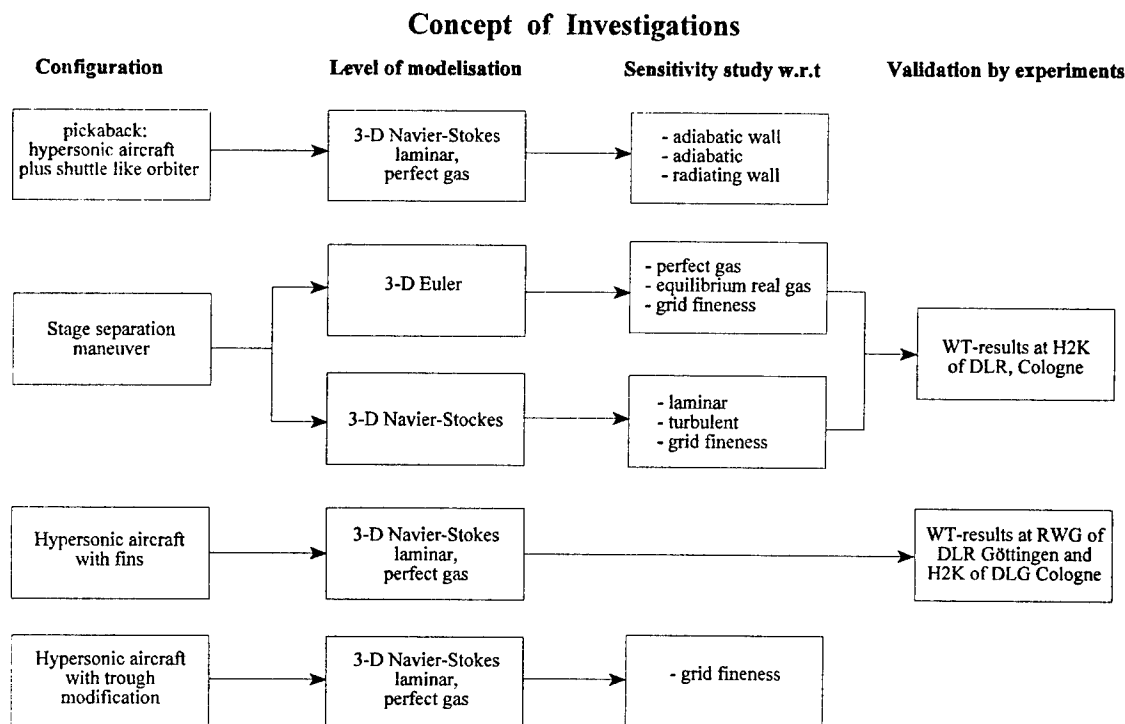 Concept of Investigations
Configuration
Level of modelisation
Sensitivity study w.r.t
Validation by experiments
pickaback:
hypersonic aircraft
plus shuttle like orbiter
3-D Navier-Stokes
laminar,
perfect gas
- adiabatic wall
- adiabatic
- radiating wall
Stage separation
maneuver
3-D Euler
- perfect gas
- equilibrium real gas
- grid fineness
3-D Navier-Stockes
- laminar
- turbulent
- grid fineness
WT-results at H2K
of DLR, Cologne
Hypersonic aircraft
with fins
3-D Navier-Stokes
laminar,
perfect gas
WT-results at RWG of
DLR Göttingen and
H2K of DLG Cologne
Hypersonic aircraft
with trough
modification
3-D Navier-Stokes
laminar,
perfect gas
- grid fineness